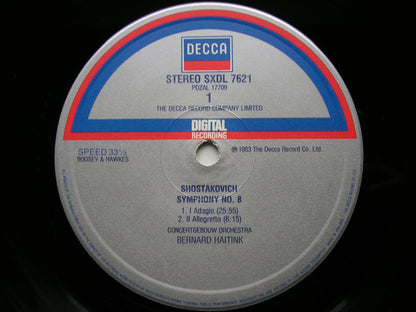 DECCA
STEREO SXDL 7621
POZAL 17709
1
THE DECCA RECORD COMPANY LIMITED
DIGITAL
RECORDING
SPEED 33⅓
BOOSEY & HAWKES
℗ 1983 The Decca Record Co. Ltd.
SHOSTAKOVICH
SYMPHONY NO. 8
1. I Adagio (25:55)
2. II Allegretto (6:15)
CONCERTGEBOUW ORCHESTRA
BERNARD HAITINK